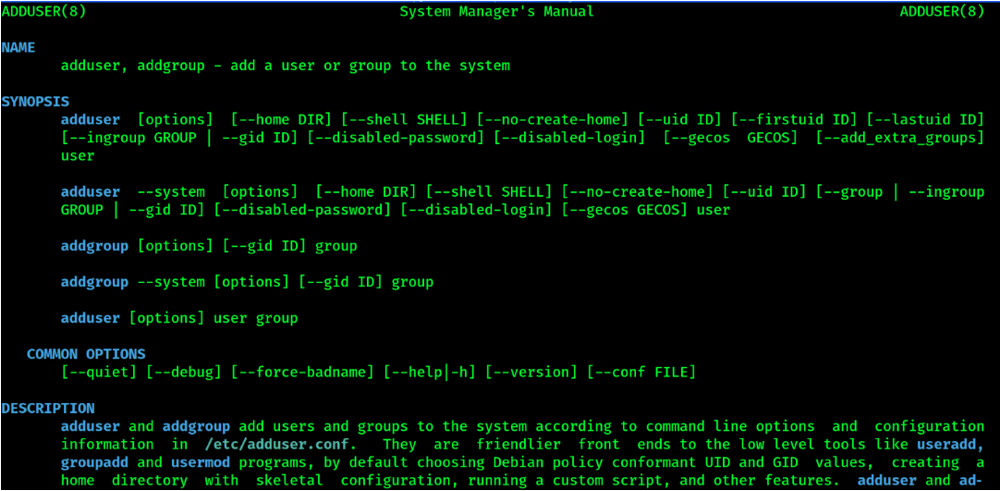 ADDUSER(8) System Manager's Manual ADDUSER(8)
NAME
adduser, addgroup - add a user or group to the system
SYNOPSIS
adduser [options] [--home DIR] [--shell SHELL] [--no-create-home] [--uid ID] [--firstuid ID] [--lastuid ID]
[--ingroup GROUP | --gid ID] [--disabled-password] [--disabled-login] [--gecos GECOS] [--add_extra_groups]
user
adduser --system [options] [--home DIR] [--shell SHELL] [--no-create-home] [--uid ID] [--group | --ingroup
GROUP | --gid ID] [--disabled-password] [--disabled-login] [--gecos GECOS] user
addgroup [options] [--gid ID] group
addgroup --system [options] [--gid ID] group
adduser [options] user group
COMMON OPTIONS
[--quiet] [--debug] [--force-badname] [--help|-h] [--version] [--conf FILE]
DESCRIPTION
adduser and addgroup add users and groups to the system according to command line options and configuration
information in /etc/adduser.conf. They are friendlier front ends to the low level tools like useradd,
groupadd and usermod programs, by default choosing Debian policy conformant UID and GID values, creating a
home directory with skeletal configuration, running a custom script, and other features. adduser and ad-